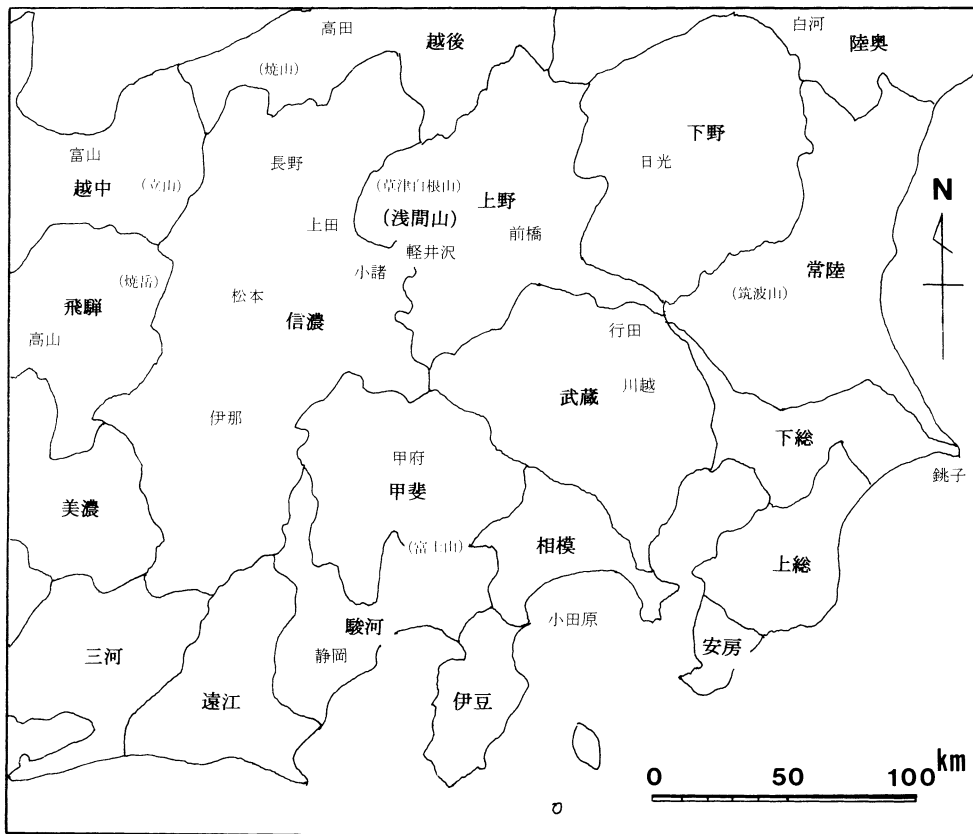 高田
越後
白河
陸奥
(焼山)
下野
富山
長野
日光
越中
(立山)
(草津白根山)
上野
(浅間山)
上田
前橋
軽井沢
常陸
小諸
(焼岳)
松本
(筑波山)
飛騨
信濃
行田
高山
川越
武蔵
伊那
下総
甲府
銚子
甲斐
美濃
(富士山)
相模
上総
小田原
駿河
安房
三河
静岡
遠江
伊豆
N
km
0 50 100